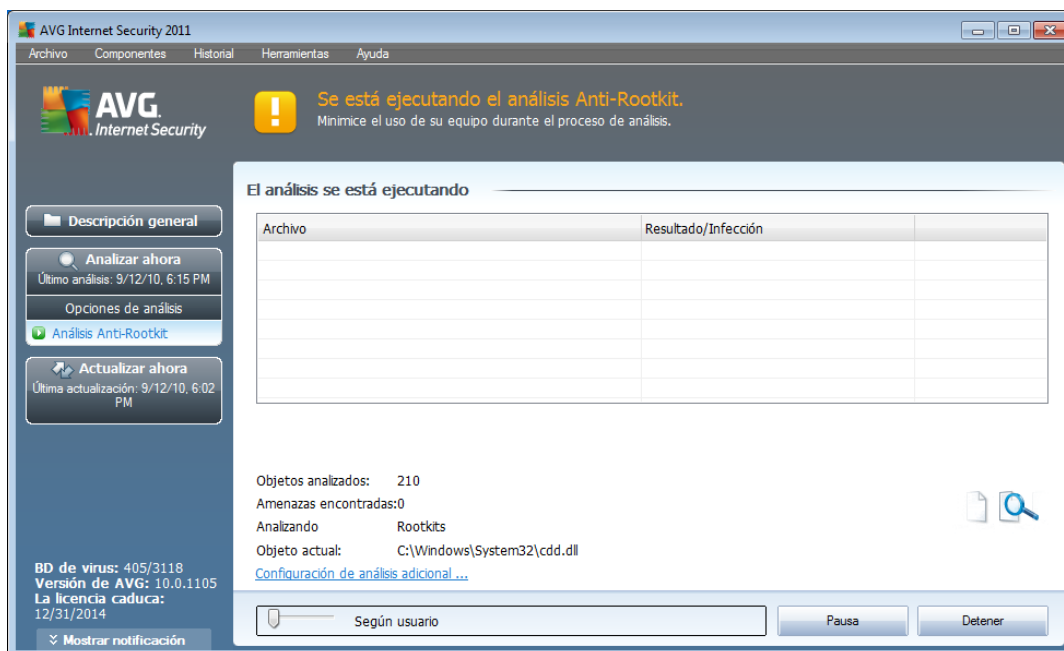 AVG Internet Security 2011
Archivo Componentes Historial Herramientas Ayuda
AVG.
Internet Security
Se está ejecutando el análisis Anti-Rootkit.
Minimice el uso de su equipo durante el proceso de análisis.
Descripción general
Analizar ahora
Último análisis: 9/12/10, 6:15 PM
Opciones de análisis
Análisis Anti-Rootkit
Actualizar ahora
Última actualización: 9/12/10, 6:02
PM
BD de virus: 405/3118
Versión de AVG: 10.0.1105
La licencia caduca:
12/31/2014
Mostrar notificación
El análisis se está ejecutando
Archivo Resultado/Infección
Objetos analizados: 210
Amenazas encontradas:0
Analizando Rootkits
Objeto actual: C:\Windows\System32\cdd.dll
Configuración de análisis adicional ...
Según usuario
Pausa Detener